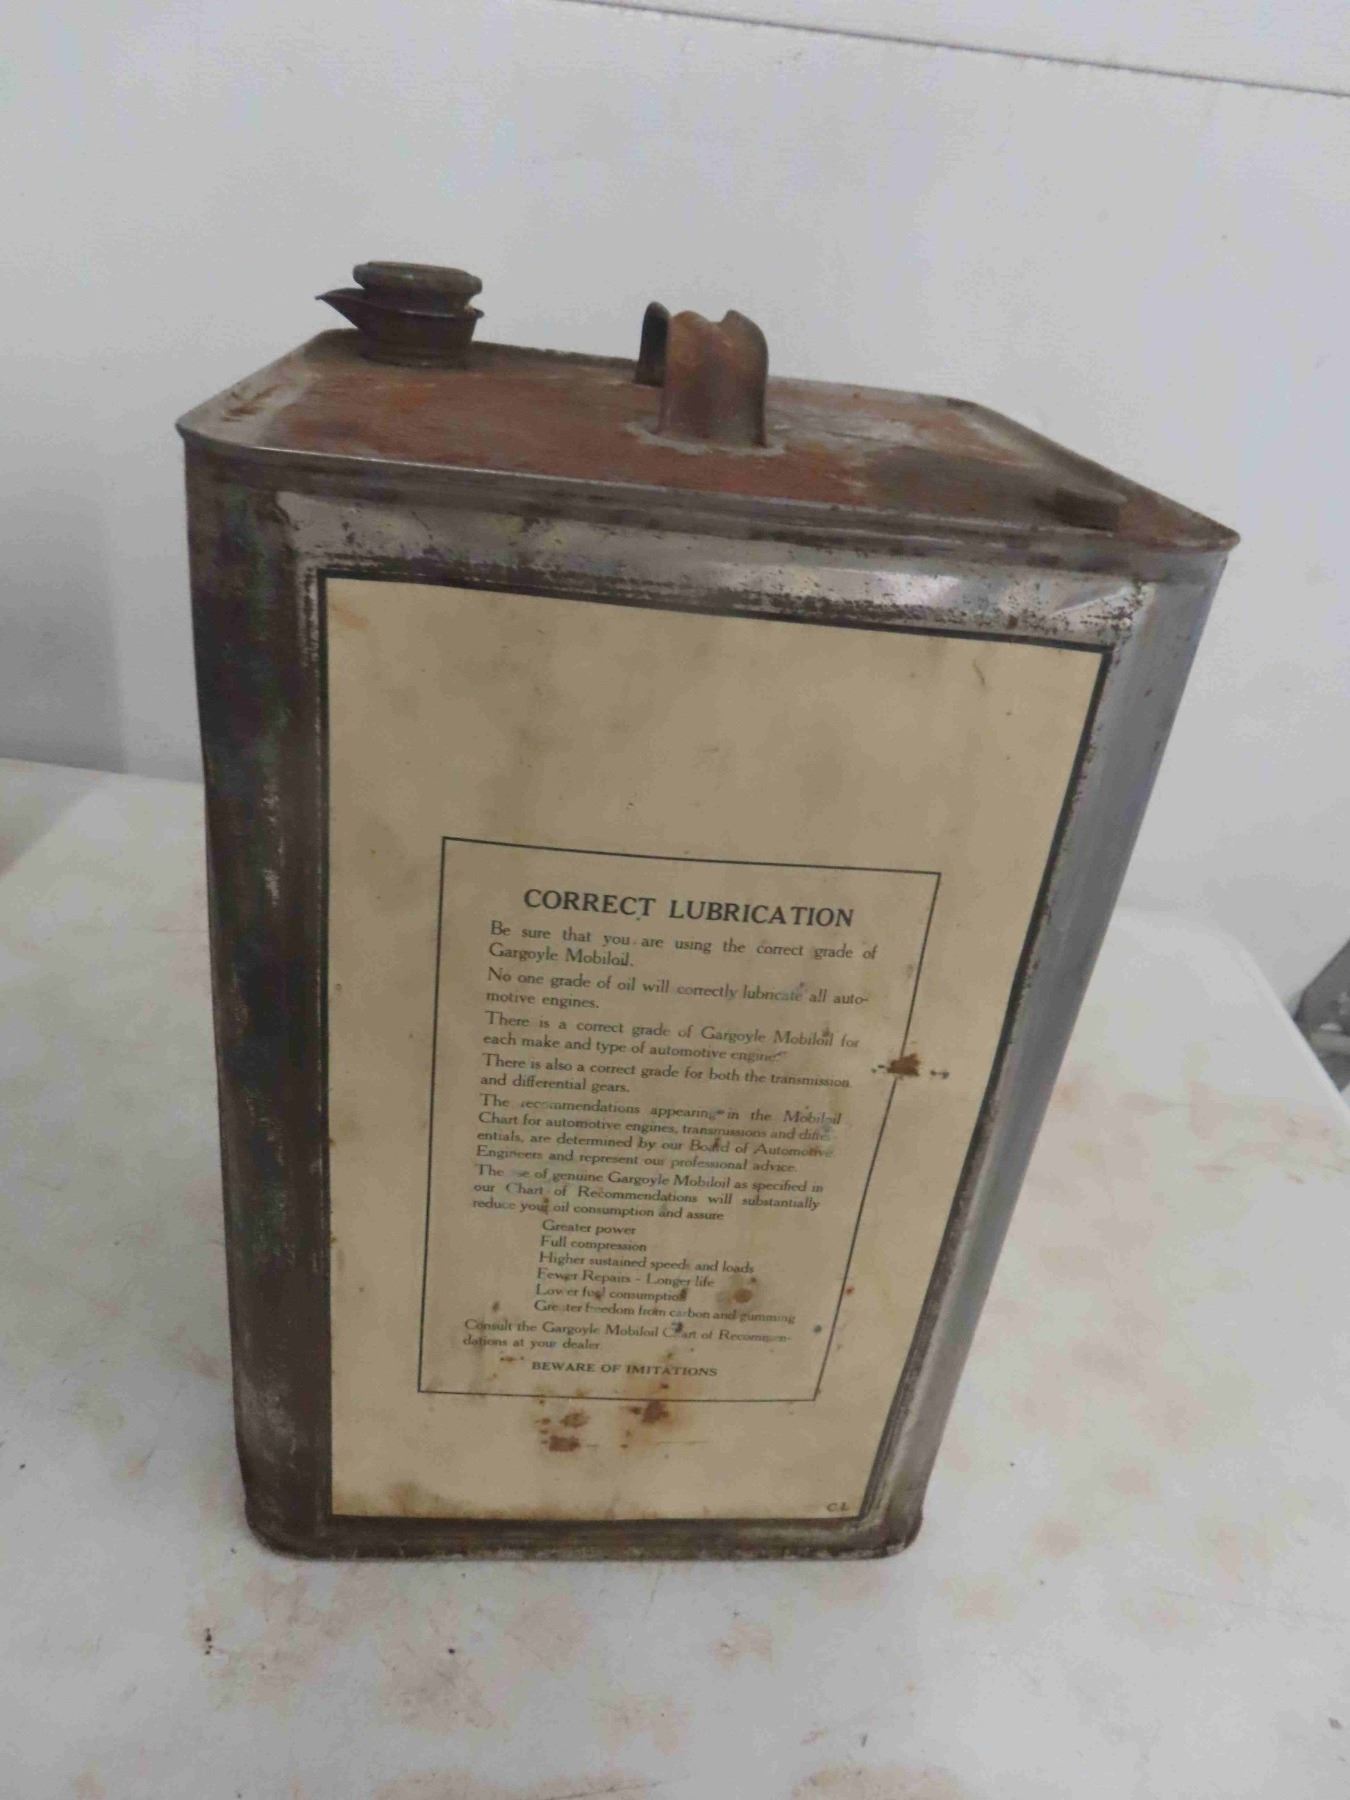 CORRECT LUBRICATION
Be sure that you are using the correct grade of
Gargoyle Mobiloil.
No one grade of oil will correctly lubricate all auto-
motive engines.
There is a correct grade of Gargoyle Mobiloil for
each make and type of automotive engine.
There is also a correct grade for both the transmission
and differential gears.
The recommendations appearing in the Mobiloil
Chart for automotive engines, transmissions and differ-
entials, are determined by our Board of Automotive
Engineers and represent our professional advice.
The use of genuine Gargoyle Mobiloil as specified in
our Chart of Recommendations will substantially
reduce your oil consumption and assure
Greater power
Full compression
Higher sustained speeds and loads
Fewer Repairs - Longer life
Lower fuel consumption
Greater freedom from carbon and gumming
Consult the Gargoyle Mobiloil Chart of Recommen-
dations at your dealer
BEWARE OF IMITATIONS
C.L.